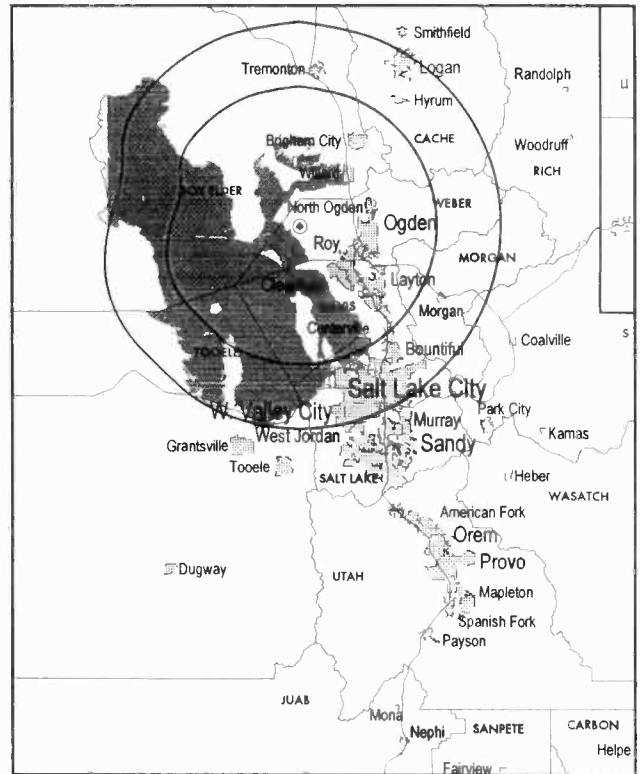 Smithfield
Logan
Tremonton
Randolph
U
Hyrum
CACHE
Brigham City
Woodruff
RICH
Willard
BOX ELDER
North Ogden
WEBER
Ogden
Roy
MORGAN
Layton
Morgan
Centerville
Coalville
TOOELE
Bountiful
S
Salt Lake City
W. Valley City
Murray
Park City
West Jordan
Kamas
Grantsville
Sandy
Tooele
SALT LAKE
Heber
WASATCH
American Fork
Orem
Provo
Dugway
UTAH
Mapleton
Spanish Fork
Payson
JUAB
Mona
Nephi
SANPETE
CARBON
Helpe
Fairview